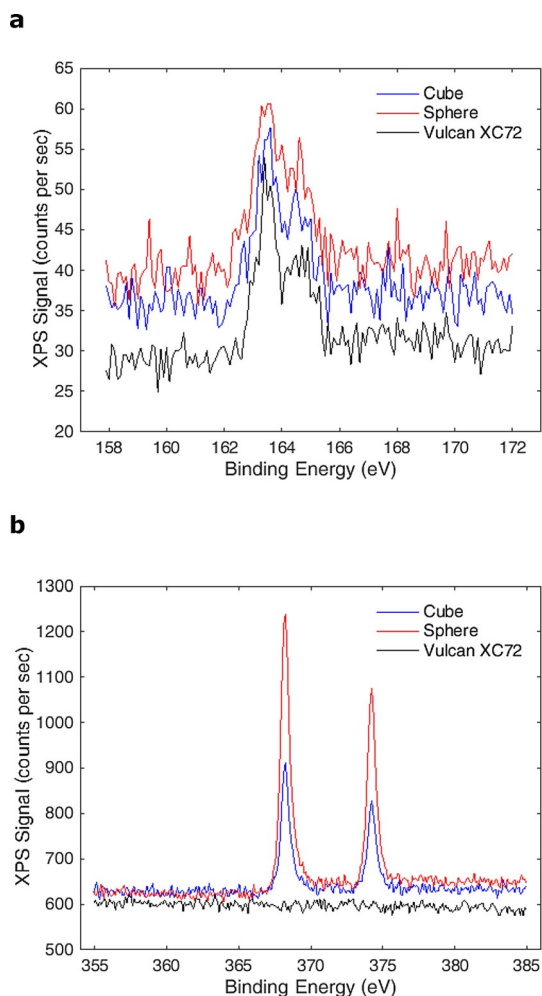 a
65
60
55
50
45
40
35
30
25
20
XPS Signal (counts per sec)
Cube
Sphere
Vulcan XC72
158 160 162 164 166 168 170 172
Binding Energy (eV)
b
1300
1200
1100
1000
900
800
700
600
500
XPS Signal (counts per sec)
Cube
Sphere
Vulcan XC72
355 360 365 370 375 380 385
Binding Energy (eV)